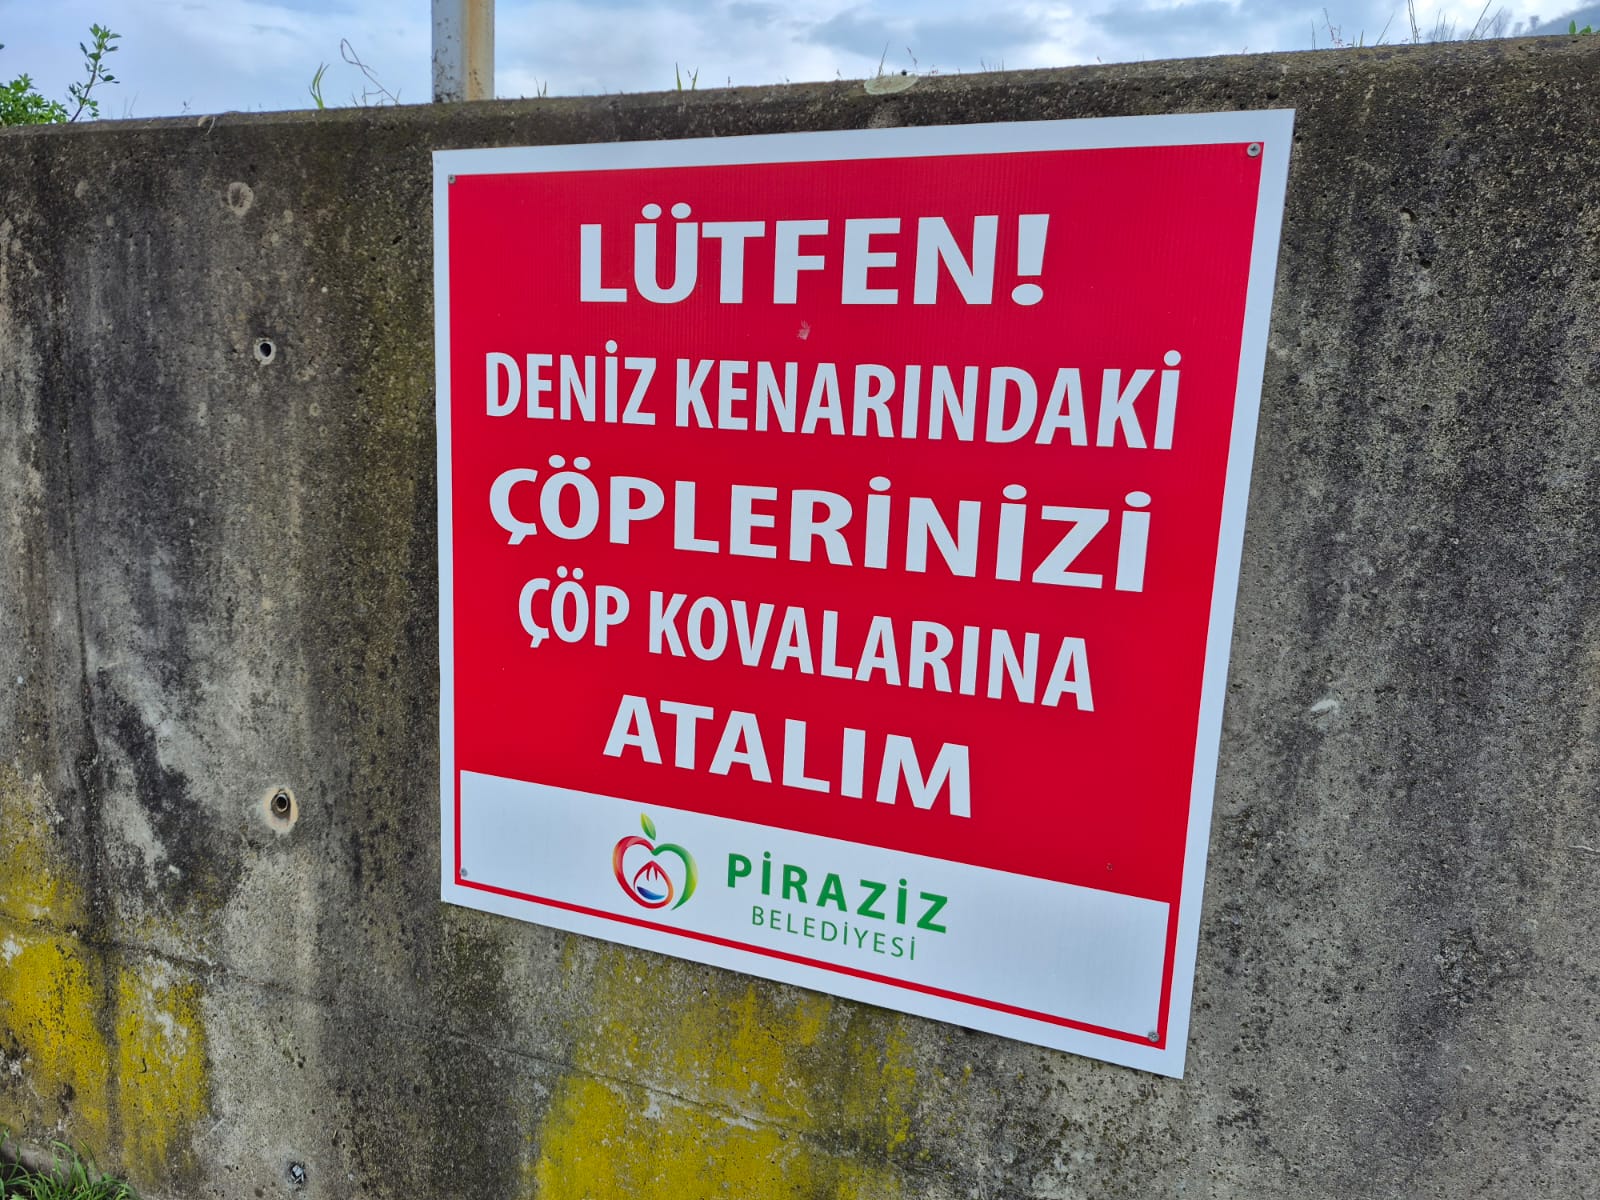 LÜTFEN!
DENİZ KENARINDAKİ
ÇÖPLERİNİZİ
ÇÖP KOVALARINA
ATALIM
PİRAZİZ
BELEDİYESİ